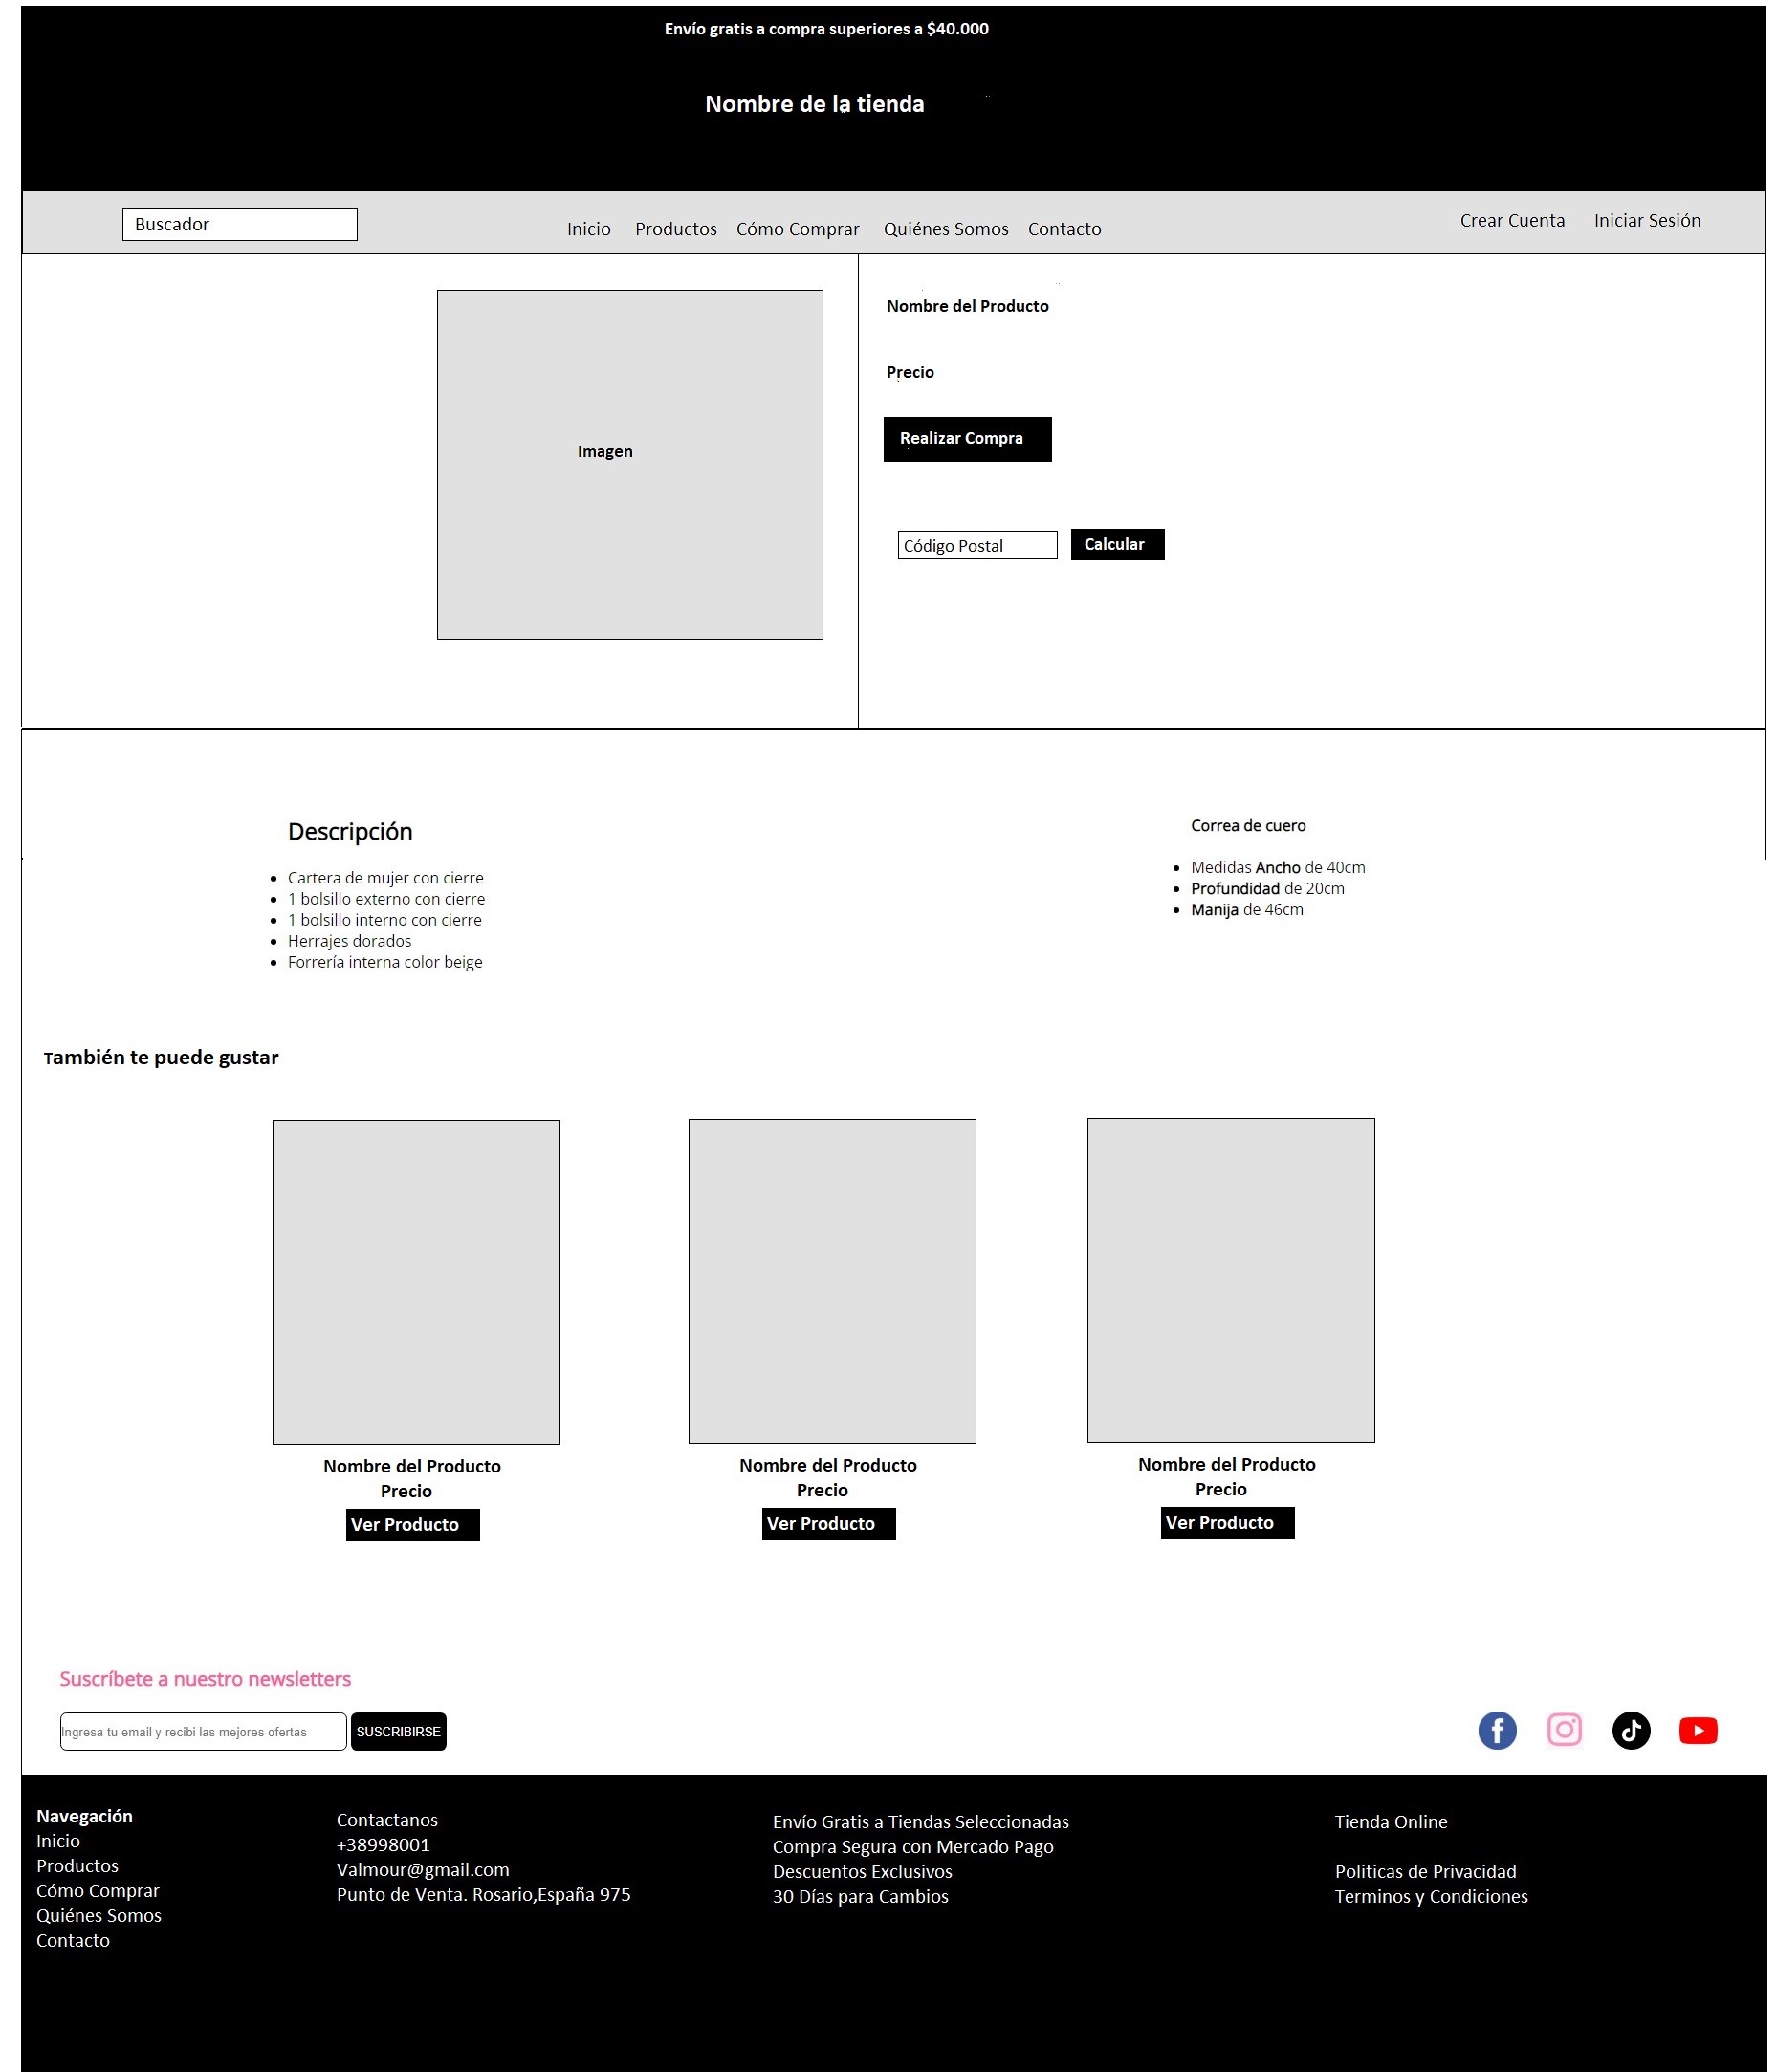 Envío gratis a compra superiores a $40.000
Nombre de la tienda
Buscador
Inicio Productos Cómo Comprar Quiénes Somos Contacto
Crear Cuenta Iniciar Sesión
Imagen
Nombre del Producto
Precio
Realizar Compra
Código Postal
Calcular
Descripción
Cartera de mujer con cierre
1 bolsillo externo con cierre
1 bolsillo interno con cierre
Herrajes dorados
Forrería interna color beige
Correa de cuero
Medidas Ancho de 40cm
Profundidad de 20cm
Manija de 46cm
También te puede gustar
Nombre del Producto
Precio
Ver Producto
Nombre del Producto
Precio
Ver Producto
Nombre del Producto
Precio
Ver Producto
Suscríbete a nuestro newsletters
Ingresa tu email y recibi las mejores ofertas
SUSCRIBIRSE
Navegación
Inicio
Productos
Cómo Comprar
Quiénes Somos
Contacto
Contactanos
+38998001
Valmour@gmail.com
Punto de Venta. Rosario,España 975
Envío Gratis a Tiendas Seleccionadas
Compra Segura con Mercado Pago
Descuentos Exclusivos
30 Días para Cambios
Tienda Online
Politicas de Privacidad
Terminos y Condiciones